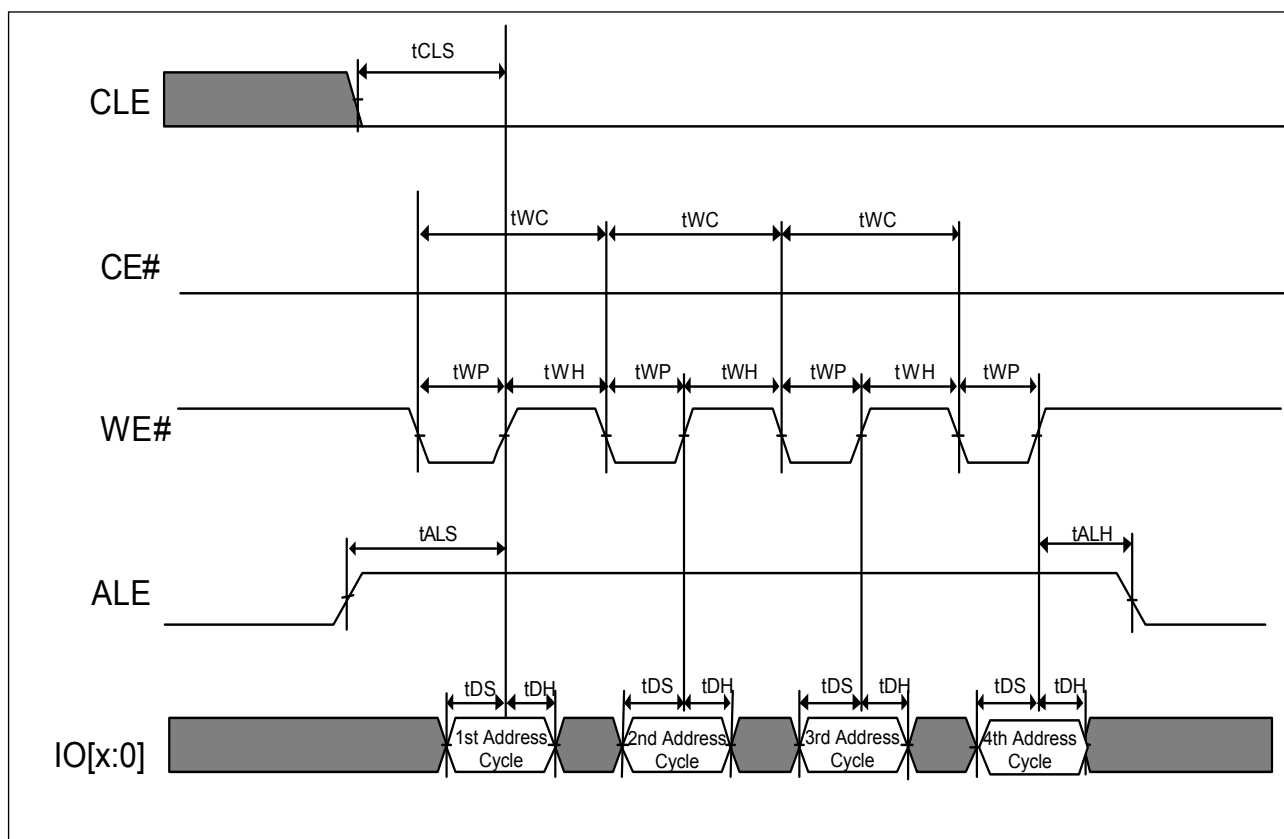 tCLS
CLE
tWC
tWC
tWC
CE#
tWP
tWH
tWP
tWH
tWP
tWH
tWP
WE#
tALS
tALH
ALE
tDS
tDH
tDS
tDH
tDS
tDH
tDS
tDH
IO[x:0]
1st Address
Cycle
2nd Address
Cycle
3rd Address
Cycle
4th Address
Cycle